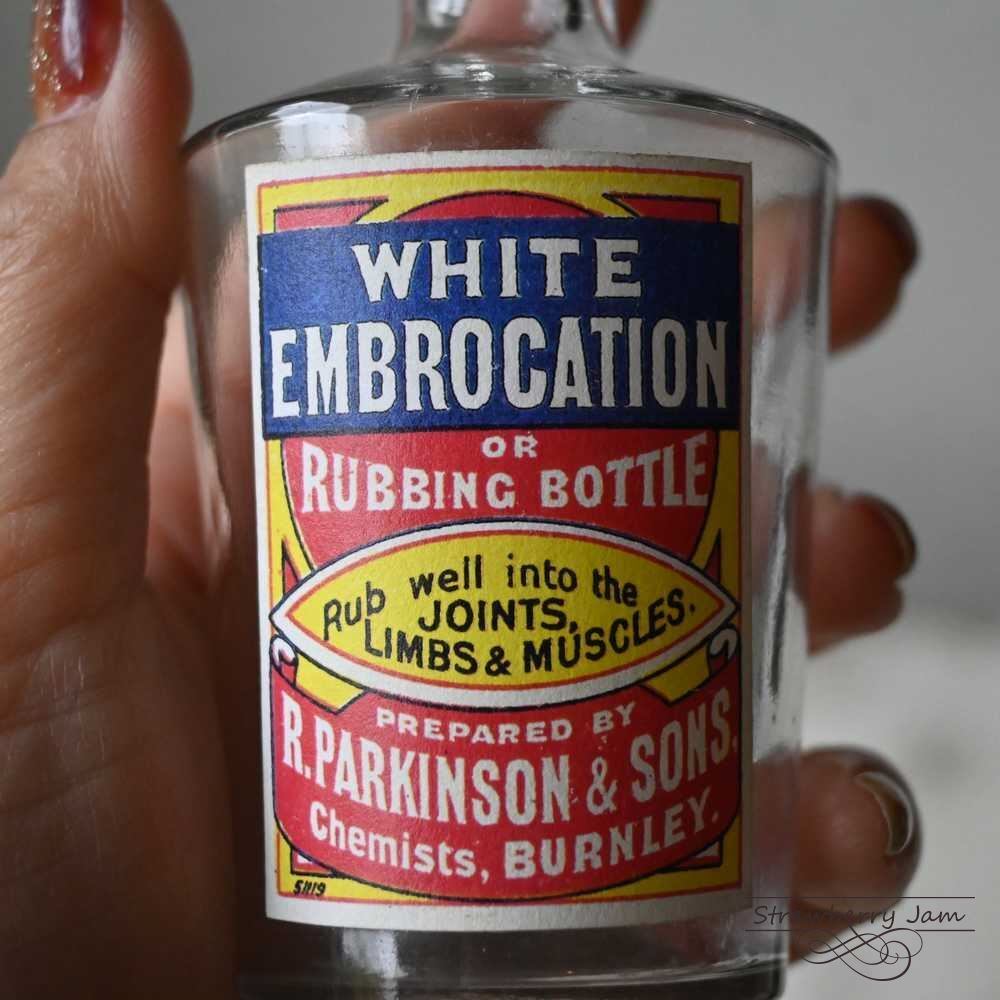 WHITE
EMBROCATION
OR
RUBBING BOTTLE
Rub well into the
JOINTS,
LIMBS & MUSCLES.
PREPARED BY
R. PARKINSON & SONS,
Chemists, BURNLEY.
51119
Strawberry Jam